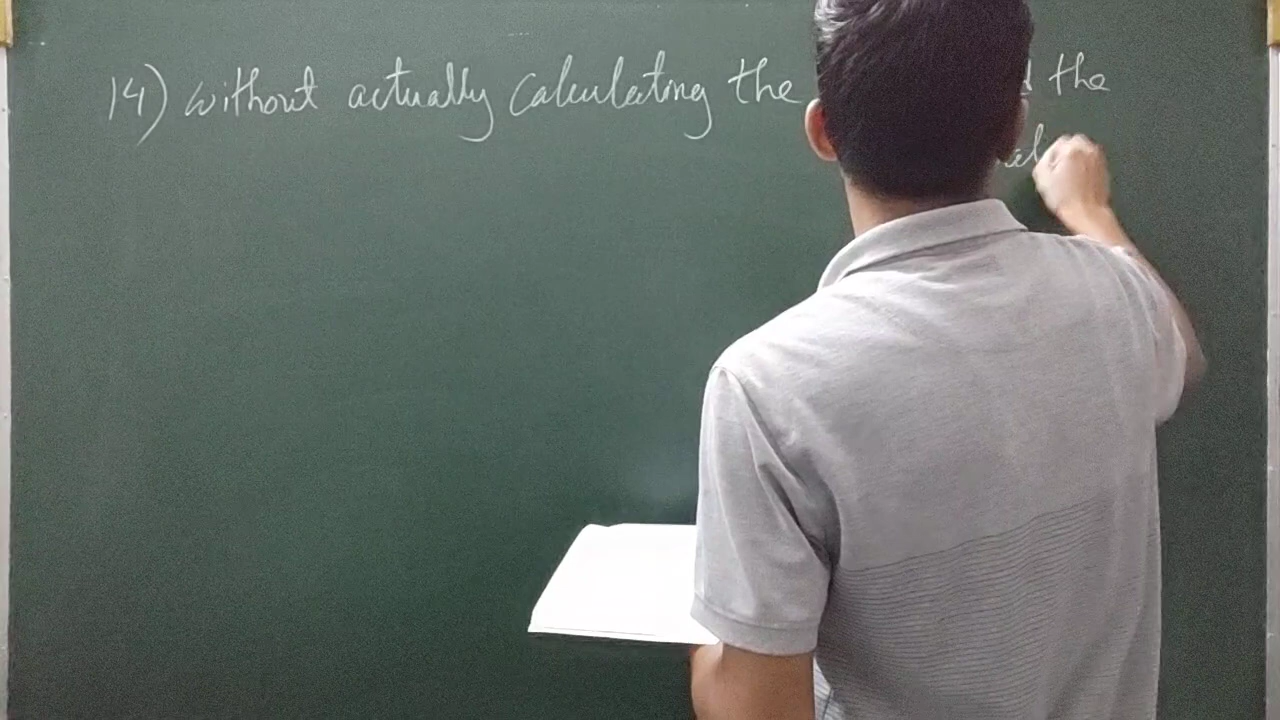 14) without actually calculating the the